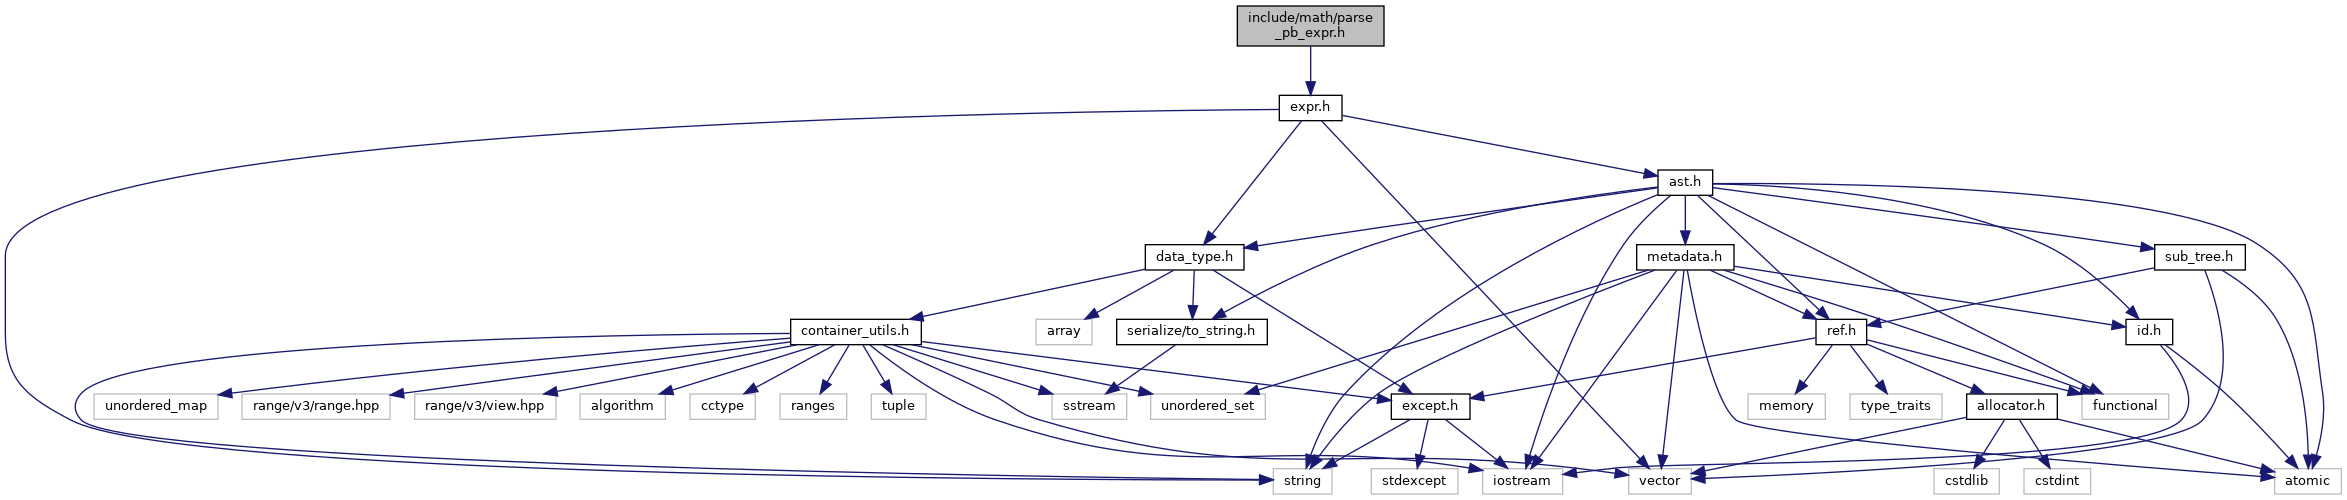 include/math/parse
_pb_expr.h
expr.h
ast.h
data_type.h
metadata.h
sub_tree.h
container_utils.h
array
serialize/to_string.h
ref.h
id.h
unordered_map
range/v3/range.hpp
range/v3/view.hpp
algorithm
cctype
ranges
tuple
sstream
unordered_set
except.h
memory
type_traits
allocator.h
functional
string
stdexcept
iostream
vector
cstdlib
cstdint
atomic